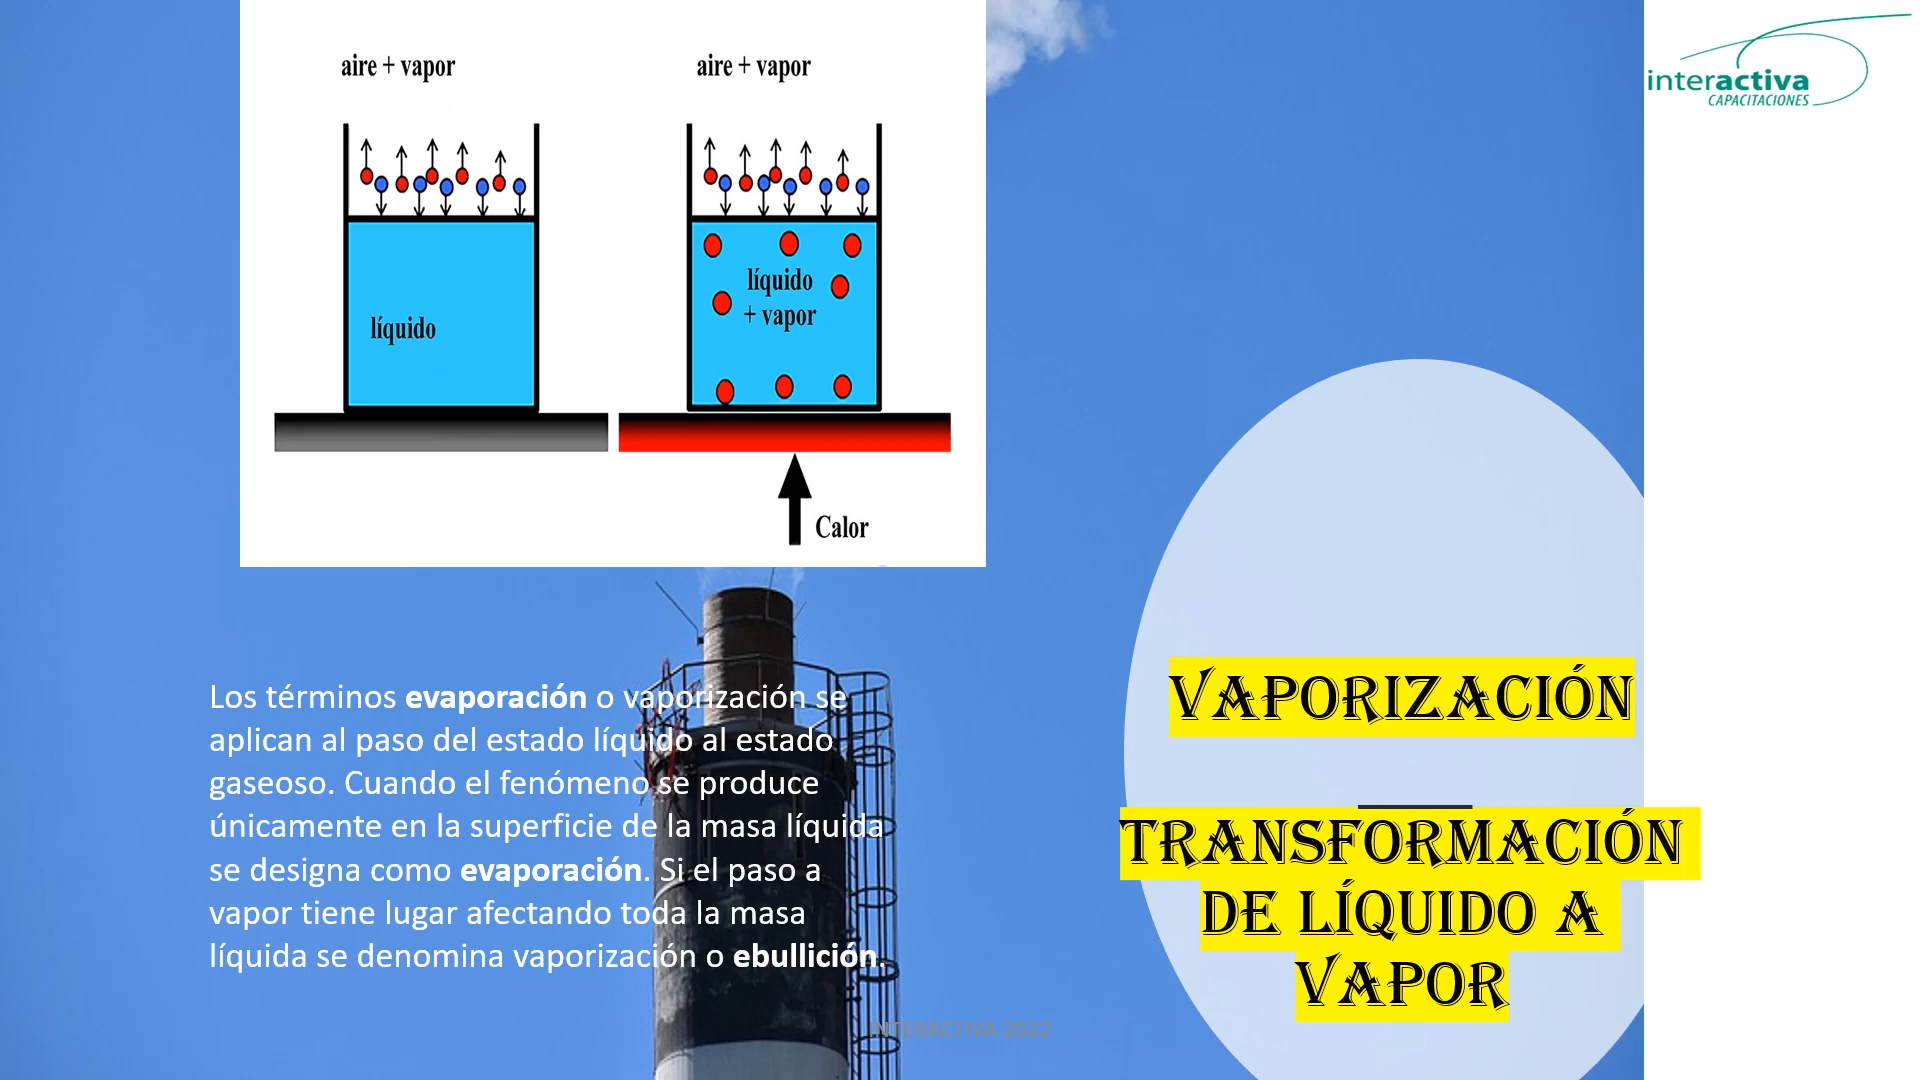 aire + vapor
aire + vapor
líquido
líquido
+ vapor
Calor
interactiva
CAPACITACIONES
Los términos evaporación o vaporización se
aplican al paso del estado líquido al estado
gaseoso. Cuando el fenómeno se produce
únicamente en la superficie de la masa líquida
se designa como evaporación. Si el paso a
vapor tiene lugar afectando toda la masa
líquida se denomina vaporización o ebullición.
VAPORIZACIÓN
TRANSFORMACIÓN
DE LÍQUIDO A
VAPOR
INTERACTIVA 2022